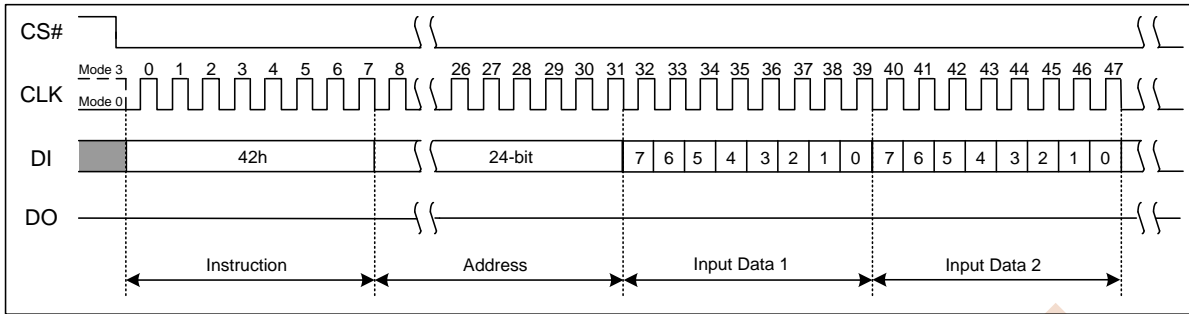 CS#
Mode 3 0 1 2 3 4 5 6 7 8 26 27 28 29 30 31 32 33 34 35 36 37 38 39 40 41 42 43 44 45 46 47
CLK
Mode 0
DI 42h 24-bit 7 6 5 4 3 2 1 0 7 6 5 4 3 2 1 0
DO
Instruction Address Input Data 1 Input Data 2